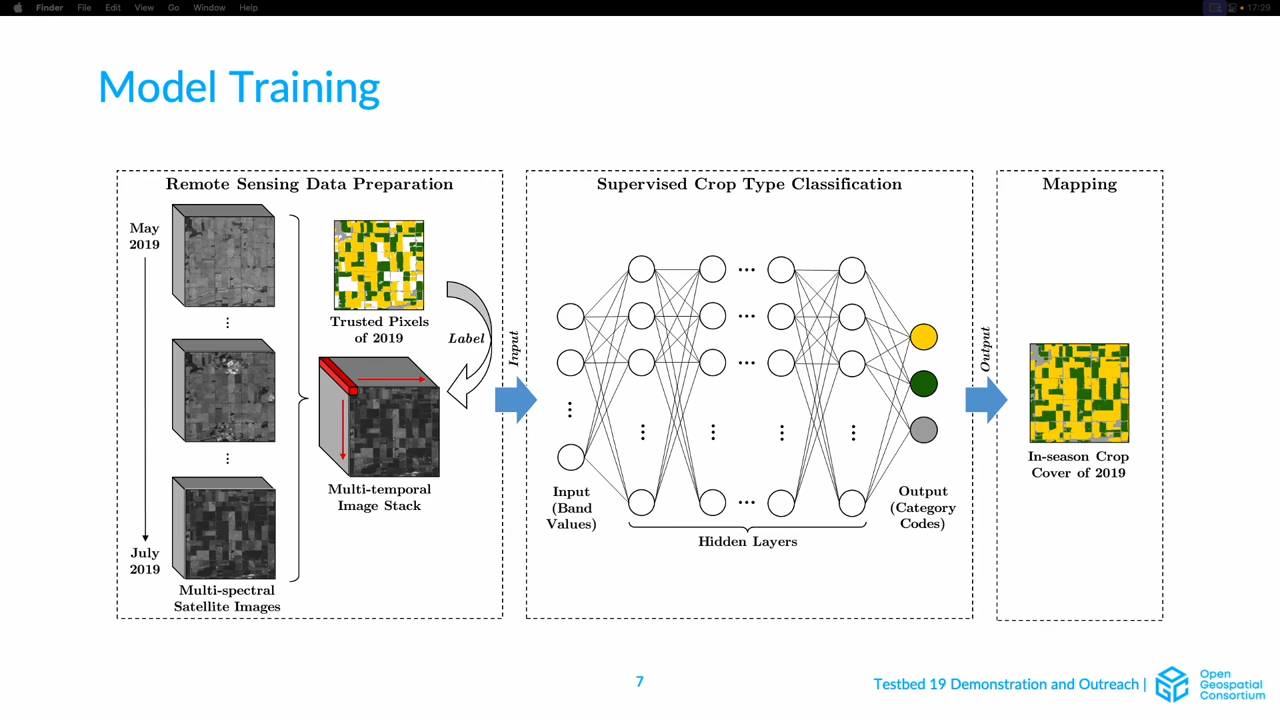 Finder File Edit View Go Window Help
17:29
Model Training
Remote Sensing Data Preparation
May
2019
July
2019
Multi-spectral
Satellite Images
Trusted Pixels
of 2019
Label
Multi-temporal
Image Stack
Input
Supervised Crop Type Classification
Input
(Band
Values)
Hidden Layers
Output
(Category
Codes)
Output
Mapping
In-season Crop
Cover of 2019
7
Testbed 19 Demonstration and Outreach |
Open
Geospatial
Consortium